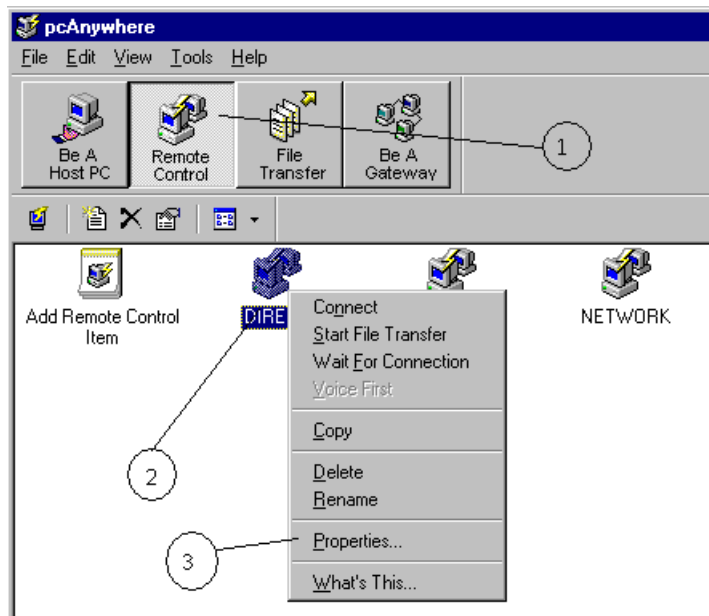 pcAnywhere
File Edit View Tools Help
Be A
Host PC
Remote
Control
File
Transfer
Be A
Gateway
1
Add Remote Control
Item
DIRE
NETWORK
Connect
Start File Transfer
Wait For Connection
Voice First
Copy
Delete
Rename
Properties...
What's This...
2
3